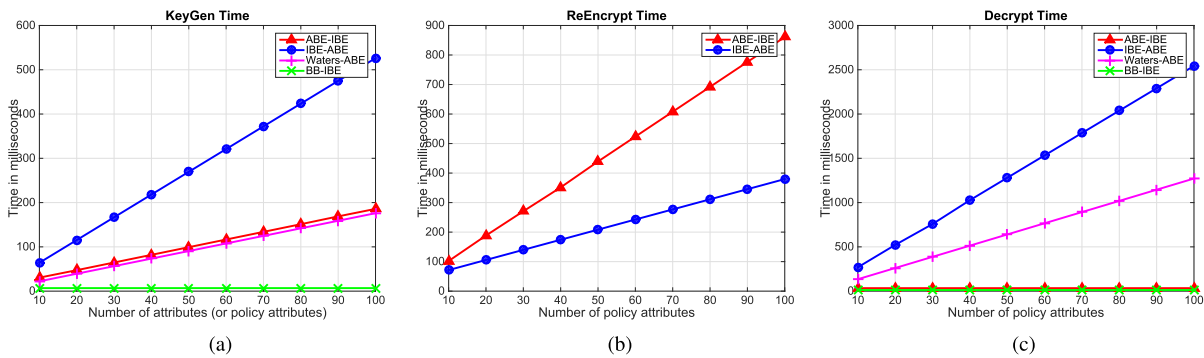 KeyGen Time
600
500
400
300
200
100
0
Time in milliseconds
ABE-IBE
IBE-ABE
Waters-ABE
BB-IBE
10 20 30 40 50 60 70 80 90 100
Number of attributes (or policy attributes)
(a)
ReEncrypt Time
900
800
700
600
500
400
300
200
100
0
Time in milliseconds
ABE-IBE
IBE-ABE
10 20 30 40 50 60 70 80 90 100
Number of policy attributes
(b)
Decrypt Time
3000
2500
2000
1500
1000
500
0
Time in milliseconds
ABE-IBE
IBE-ABE
Waters-ABE
BB-IBE
10 20 30 40 50 60 70 80 90 100
Number of policy attributes
(c)